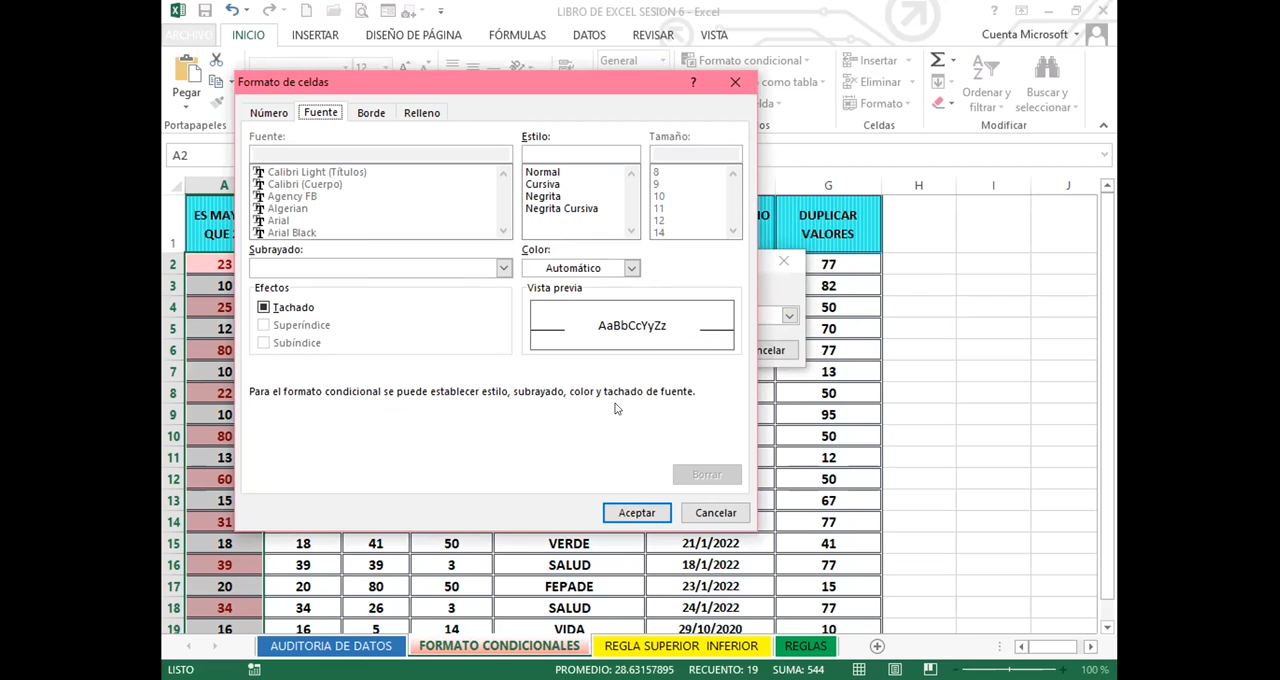 LIBRO DE EXCEL SESION 6 - Excel
ARCHIVO INICIO INSERTAR DISEÑO DE PÁGINA FÓRMULAS DATOS REVISAR VISTA Cuenta Microsoft
12 General Formato condicional Insertar
Pegar como tabla Eliminar Ordenar y Buscar y
Formato filtrar seleccionar
Portapapeles Celdas Modificar
Formato de celdas ?
Número Fuente Borde Relleno
Fuente: Estilo: Tamaño:
Calibri Light (Títulos) Normal 8
Calibri (Cuerpo) Cursiva 9
Agency FB Negrita 10
Algerian Negrita Cursiva 11
Arial 12
Arial Black 14
Subrayado: Color:
Automático
Efectos Vista previa
Tachado
Superíndice AaBbCcYyZz
Subíndice
Para el formato condicional se puede establecer estilo, subrayado, color y tachado de fuente.
Borrar
Aceptar Cancelar
A2
A G H I J
1 ES MAY DUPLICAR
QUE VALORES
2 23 77
3 10 82
4 25 50
5 12 70
6 80 77
ncelar
7 10 13
8 22 50
9 10 95
10 80 50
11 13 12
12 60 50
13 15 67
14 31 77
15 18 18 41 50 VERDE 21/1/2022 41
16 39 39 39 3 SALUD 18/1/2022 77
17 20 20 80 50 FEPADE 23/1/2022 15
18 34 34 26 3 SALUD 24/1/2022 77
19 16 16 5 14 VIDA 29/10/2020 10
AUDITORIA DE DATOS FORMATO CONDICIONALES REGLA SUPERIOR INFERIOR REGLAS
LISTO PROMEDIO: 28.63157895 RECUENTO: 19 SUMA: 544 100 %